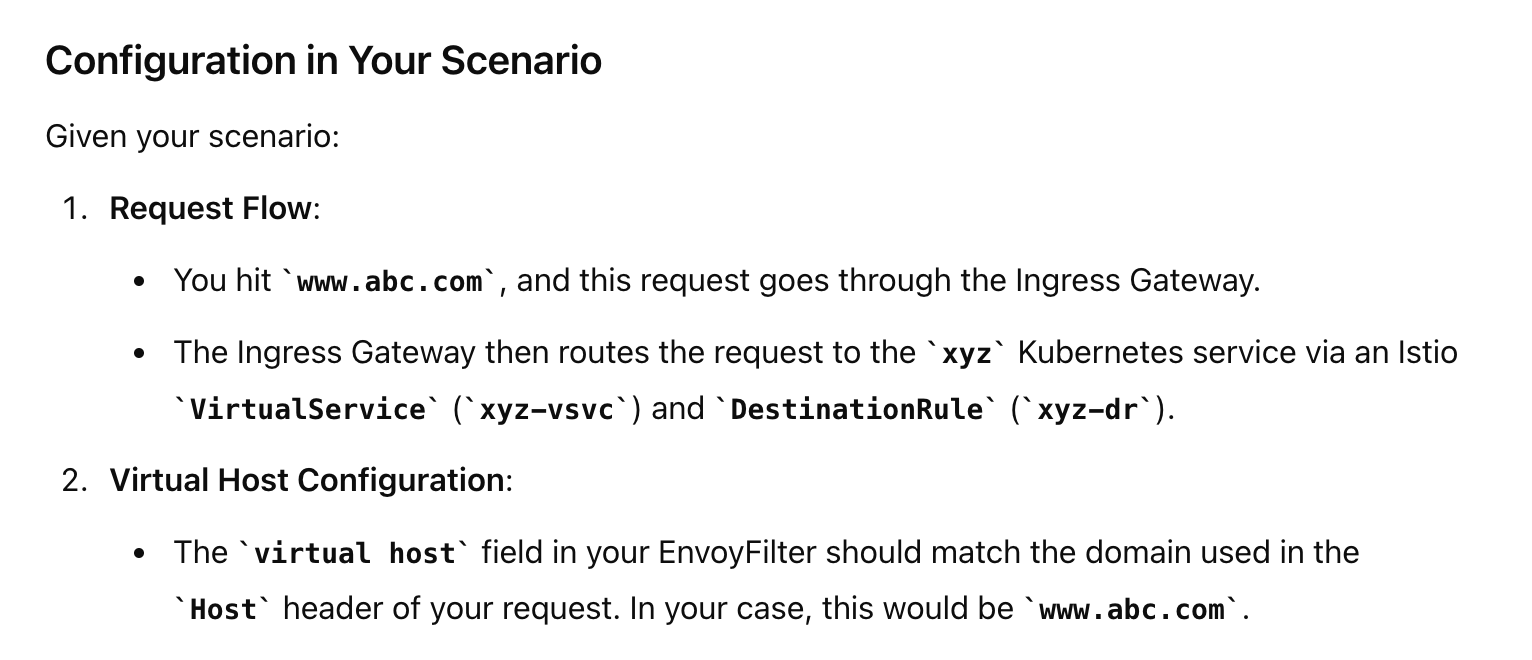 Configuration in Your Scenario
Given your scenario:
1. Request Flow:
• You hit `www.abc.com`, and this request goes through the Ingress Gateway.
• The Ingress Gateway then routes the request to the `xyz` Kubernetes service via an Istio
`VirtualService` (`xyz-vsvc`) and `DestinationRule` (`xyz-dr`).
2. Virtual Host Configuration:
• The `virtual host` field in your EnvoyFilter should match the domain used in the
`Host` header of your request. In your case, this would be `www.abc.com`.